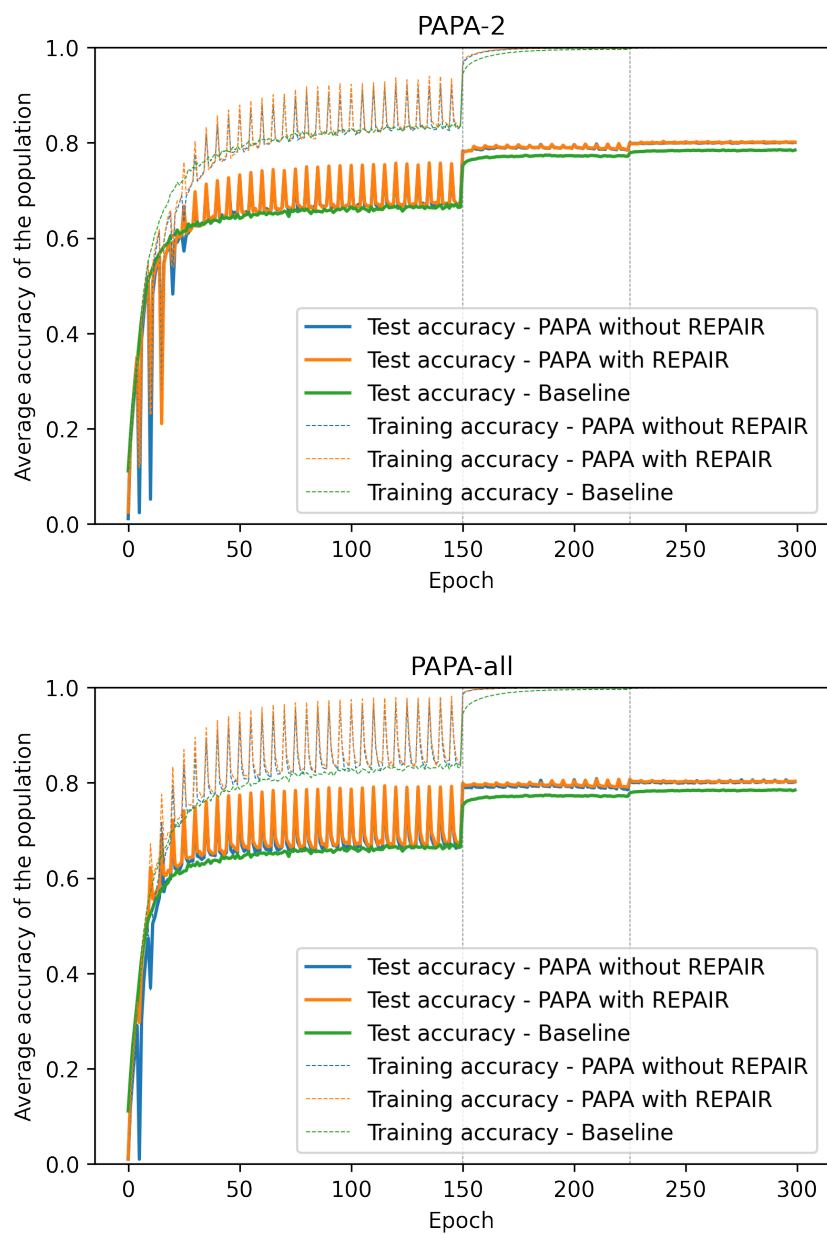 PAPA-2
1.0
0.8
0.6
0.4
0.2
0.0
Average accuracy of the population
Test accuracy - PAPA without REPAIR
Test accuracy - PAPA with REPAIR
Test accuracy - Baseline
Training accuracy - PAPA without REPAIR
Training accuracy - PAPA with REPAIR
Training accuracy - Baseline
0 50 100 150 200 250 300
Epoch
PAPA-all
1.0
0.8
0.6
0.4
0.2
0.0
Average accuracy of the population
Test accuracy - PAPA without REPAIR
Test accuracy - PAPA with REPAIR
Test accuracy - Baseline
Training accuracy - PAPA without REPAIR
Training accuracy - PAPA with REPAIR
Training accuracy - Baseline
0 50 100 150 200 250 300
Epoch